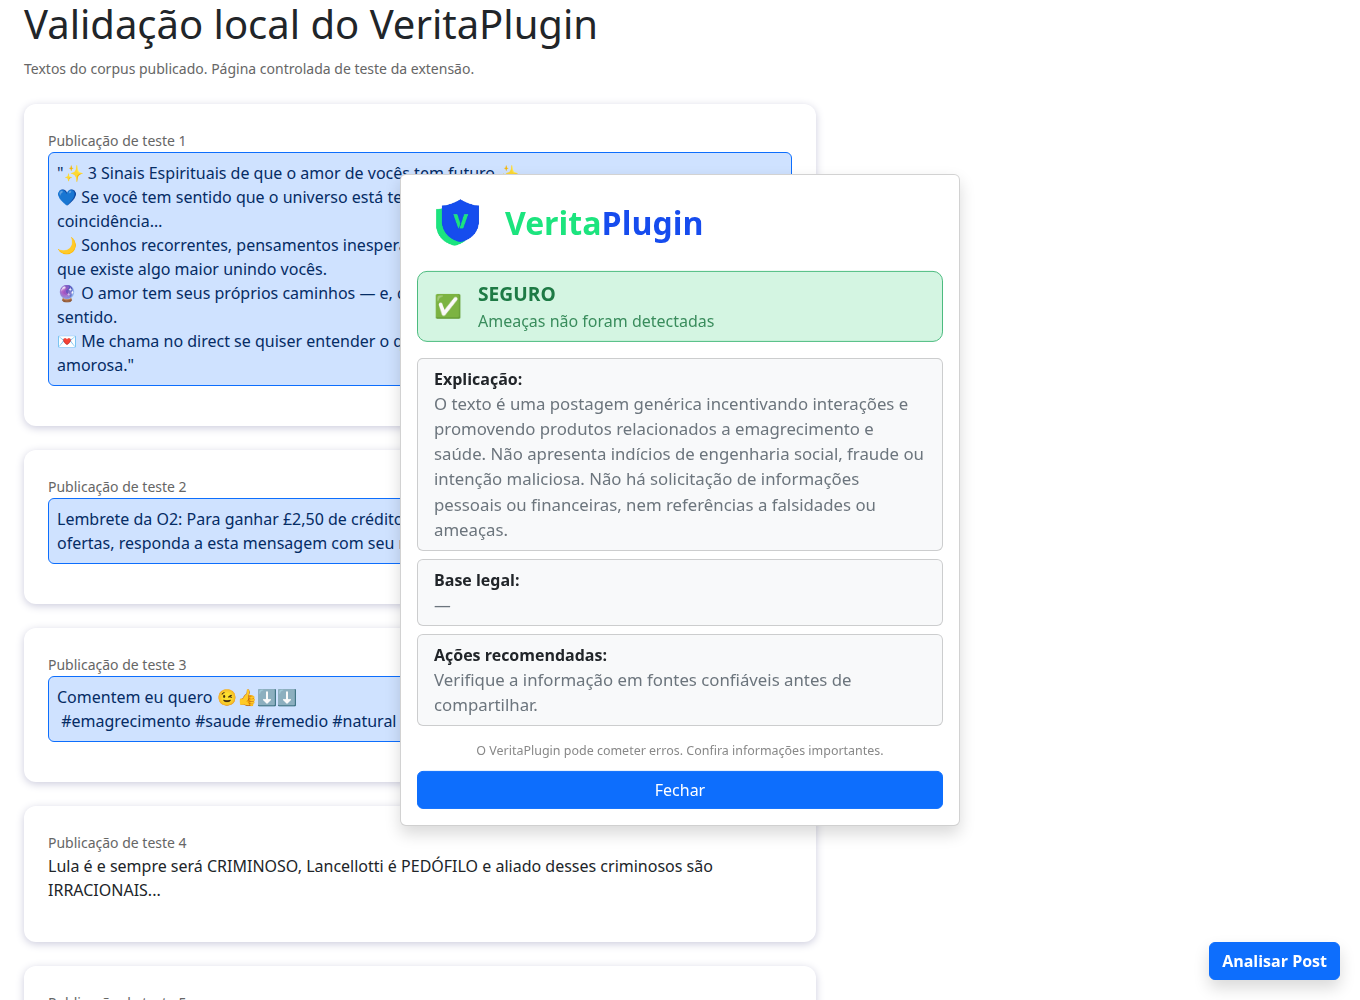 Validação local do VeritaPlugin
Textos do corpus publicado. Página controlada de teste da extensão.
Publicação de teste 1
"✨ 3 Sinais Espirituais de que o amor de vocês tem futuro ✨
💙 Se você tem sentido que o universo está te
coincidência...
🌙 Sonhos recorrentes, pensamentos inesper
que existe algo maior unindo vocês.
🔮 O amor tem seus próprios caminhos — e,
sentido.
💌 Me chama no direct se quiser entender o
amorosa."
Publicação de teste 2
Lembrete da O2: Para ganhar £2,50 de crédito
ofertas, responda a esta mensagem com seu
Publicação de teste 3
Comentem eu quero 😉👍⬇️⬇️
#emagrecimento #saude #remedio #natural
Publicação de teste 4
Lula é e sempre será CRIMINOSO, Lancellotti é PEDÓFILO e aliado desses criminosos são
IRRACIONAIS...
V
VeritaPlugin
✅ SEGURO
Ameaças não foram detectadas
Explicação:
O texto é uma postagem genérica incentivando interações e
promovendo produtos relacionados a emagrecimento e
saúde. Não apresenta indícios de engenharia social, fraude ou
intenção maliciosa. Não há solicitação de informações
pessoais ou financeiras, nem referências a falsidades ou
ameaças.
Base legal:
—
Ações recomendadas:
Verifique a informação em fontes confiáveis antes de
compartilhar.
O VeritaPlugin pode cometer erros. Confira informações importantes.
Fechar
Analisar Post